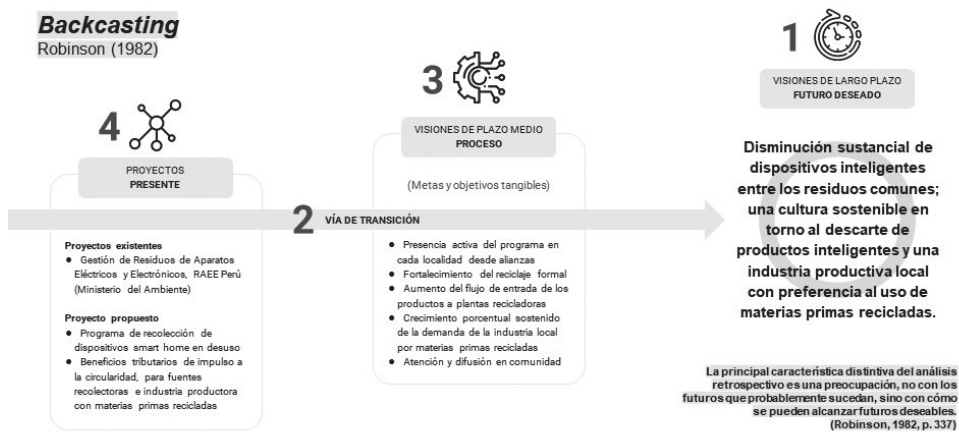 Backcasting
Robinson (1982)
1
VISIONES DE LARGO PLAZO
FUTURO DESEADO
Disminución sustancial de
dispositivos inteligentes
entre los residuos comunes;
una cultura sostenible en
torno al descarte de
productos inteligentes y una
industria productiva local
con preferencia al uso de
materias primas recicladas.
2
VÍA DE TRANSICIÓN
3
VISIONES DE PLAZO MEDIO
PROCESO
(Metas y objetivos tangibles)
● Presencia activa del programa en
cada localidad desde alianzas
● Fortalecimiento del reciclaje formal
● Aumento del flujo de entrada de los
productos a plantas recicladoras
● Crecimiento porcentual sostenido
de la demanda de la industria local
por materias primas recicladas
● Atención y difusión en comunidad
4
PROYECTOS
PRESENTE
Proyectos existentes
● Gestión de Residuos de Aparatos
Eléctricos y Electrónicos, RAEE Perú
(Ministerio del Ambiente)
Proyecto propuesto
● Programa de recolección de
dispositivos smart home en desuso
● Beneficios tributarios de impulso a
la circularidad, para fuentes
recolectoras e industria productora
con materias primas recicladas
La principal característica distintiva del análisis
retrospectivo es una preocupación, no con los
futuros que probablemente sucedan, sino con cómo
se pueden alcanzar futuros deseables.
(Robinson, 1982, p. 337)